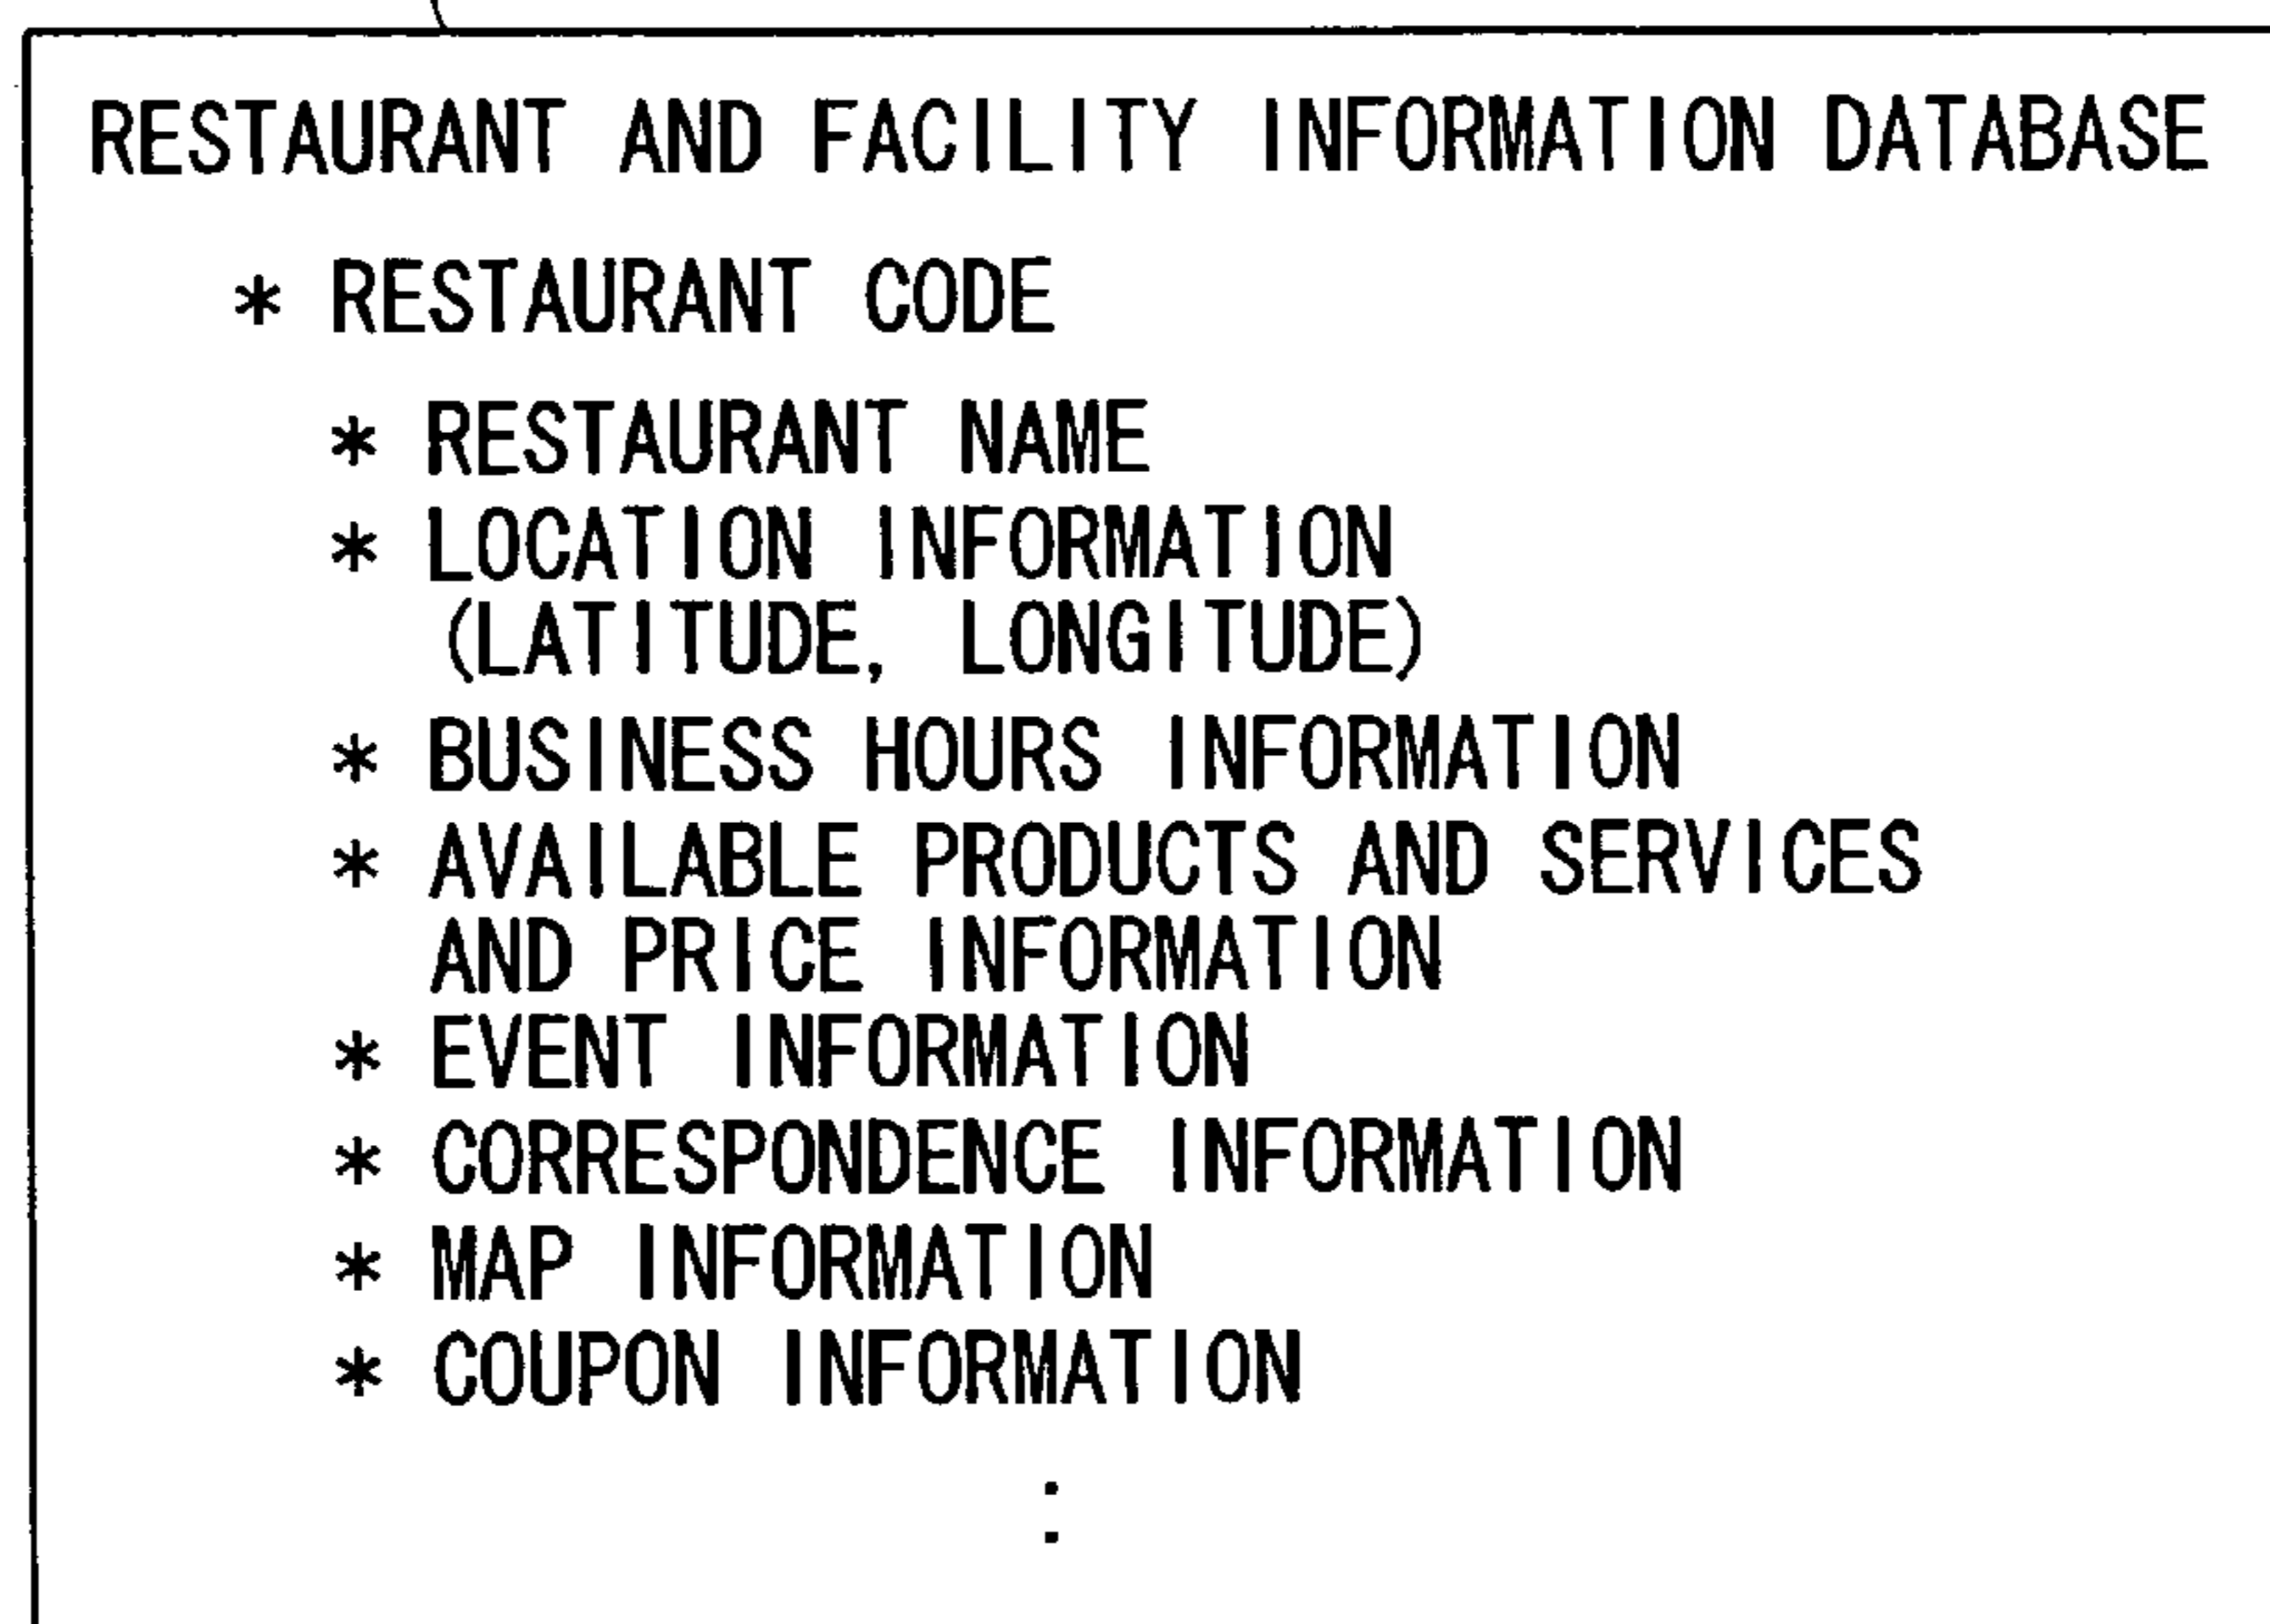 RESTAURANT AND FACILITY INFORMATION DATABASE
* RESTAURANT CODE
* RESTAURANT NAME
* LOCATION INFORMATION
(LATITUDE, LONGITUDE)
* BUSINESS HOURS INFORMATION
* AVAILABLE PRODUCTS AND SERVICES
AND PRICE INFORMATION
* EVENT INFORMATION
* CORRESPONDENCE INFORMATION
* MAP INFORMATION
* COUPON INFORMATION
: